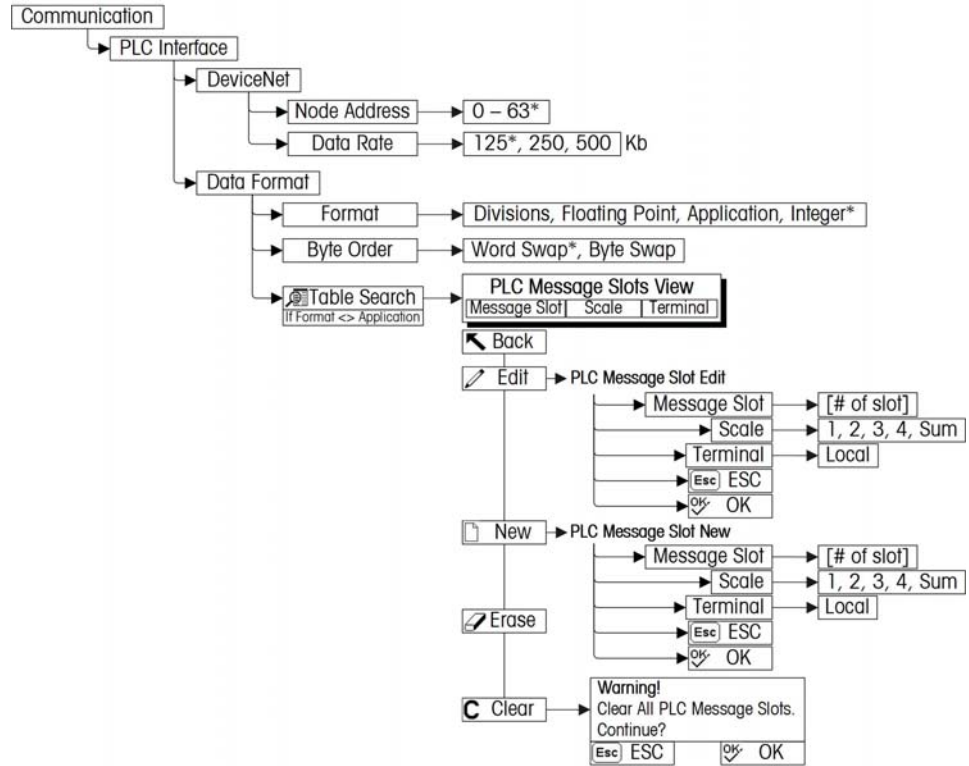 Communication
PLC Interface
DeviceNet
Node Address 0 – 63*
Data Rate 125*, 250, 500 Kb
Data Format
Format Divisions, Floating Point, Application, Integer*
Byte Order Word Swap*, Byte Swap
Table Search PLC Message Slots View
If Format <> Application Message Slot Scale Terminal
Back
Edit PLC Message Slot Edit
Message Slot [# of slot]
Scale 1, 2, 3, 4, Sum
Terminal Local
Esc ESC
OK OK
New PLC Message Slot New
Message Slot [# of slot]
Scale 1, 2, 3, 4, Sum
Erase Terminal Local
Esc ESC
OK OK
C Clear Warning!
Clear All PLC Message Slots.
Continue?
Esc ESC OK OK